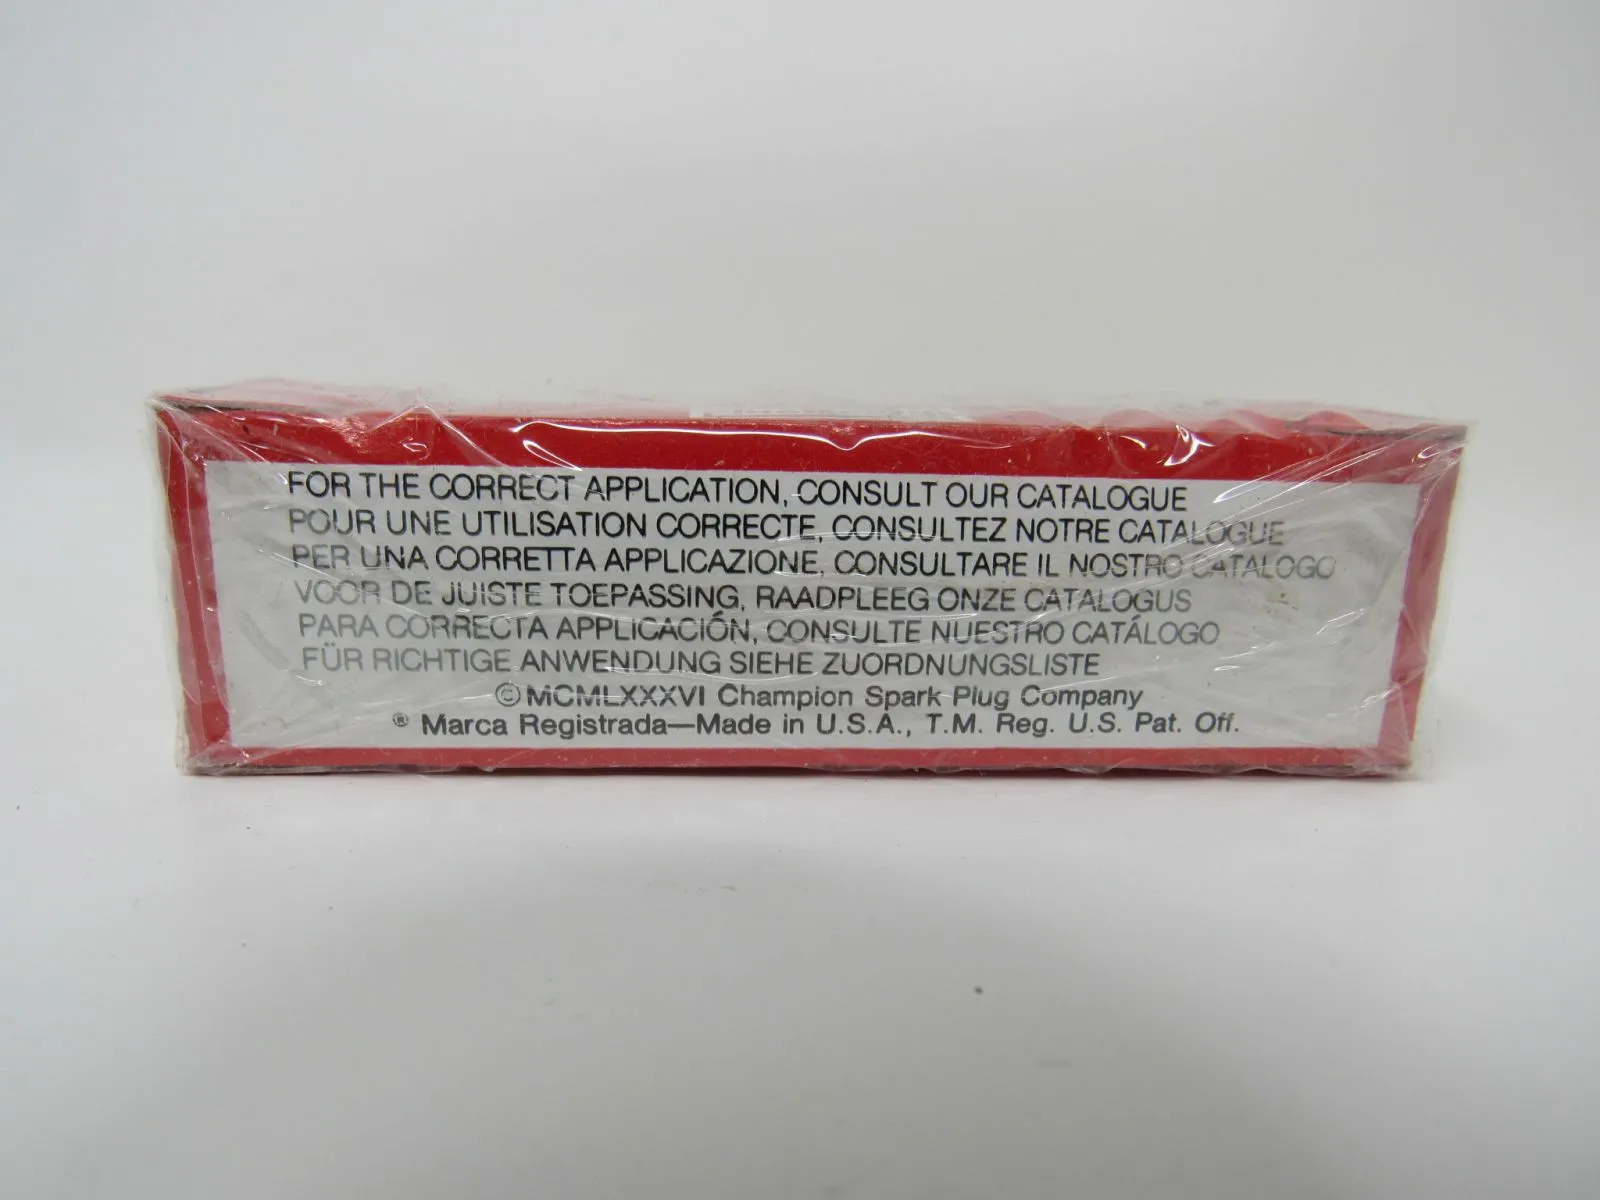 FOR THE CORRECT APPLICATION, CONSULT OUR CATALOGUE
POUR UNE UTILISATION CORRECTE, CONSULTEZ NOTRE CATALOGUE
PER UNA CORRETTA APPLICAZIONE, CONSULTARE IL NOSTRO CATALOGO
VOOR DE JUISTE TOEPASSING, RAADPLEEG ONZE CATALOGUS
PARA CORRECTA APPLICACIÓN, CONSULTE NUESTRO CATÁLOGO
FÜR RICHTIGE ANWENDUNG SIEHE ZUORDNUNGSLISTE
© MCMLXXXVI Champion Spark Plug Company
® Marca Registrada—Made in U.S.A., T.M. Reg. U.S. Pat. Off.